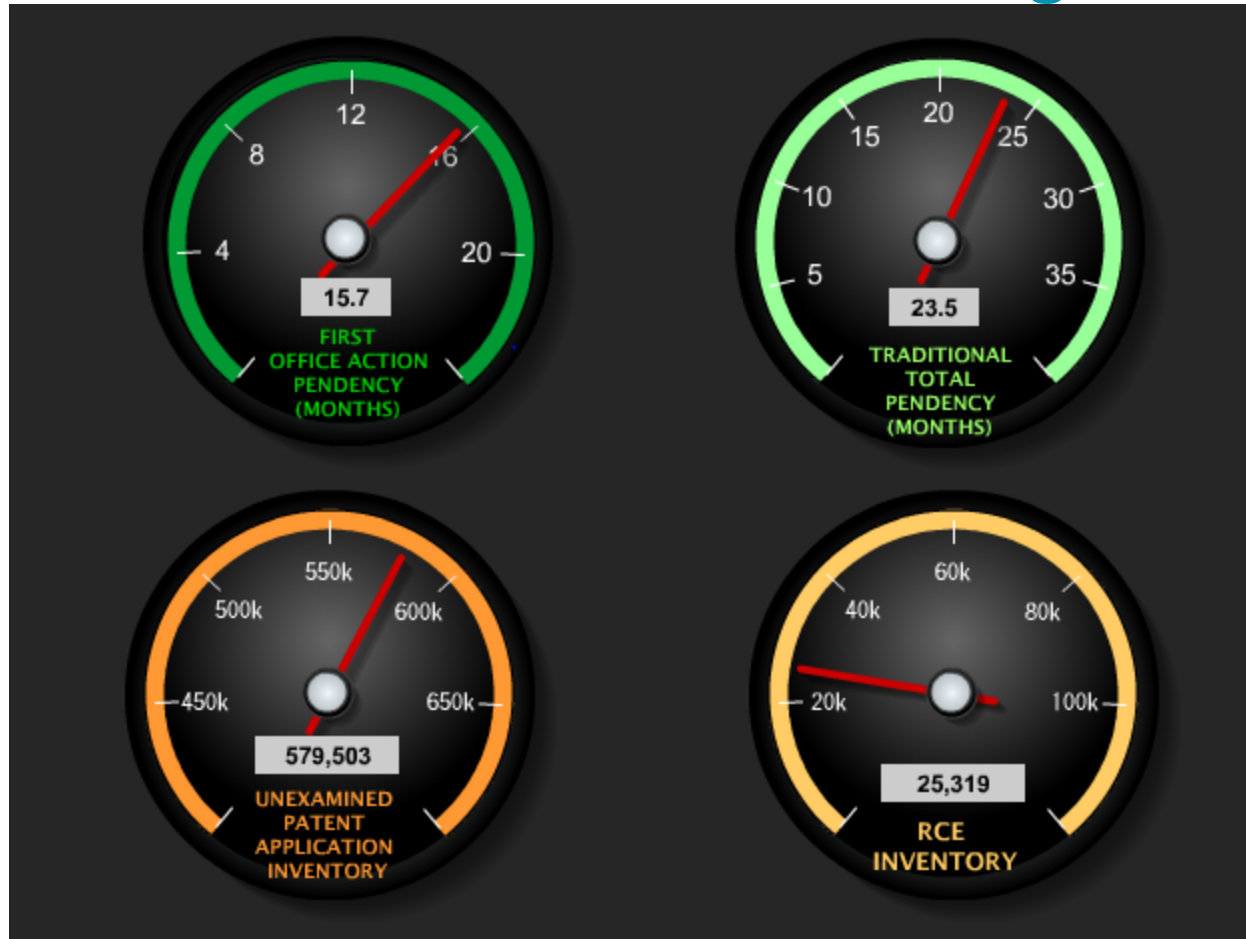 12
8
16
4
20
15.7
FIRST
OFFICE ACTION
PENDENCY
(MONTHS)
20
15
25
10
30
5
35
23.5
TRADITIONAL
TOTAL
PENDENCY
(MONTHS)
550k
500k
600k
450k
650k
579,503
UNEXAMINED
PATENT
APPLICATION
INVENTORY
60k
40k
80k
20k
100k
25,319
RCE
INVENTORY